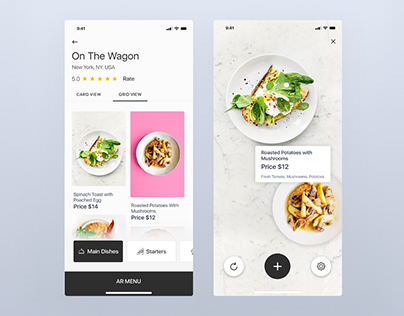 9:41
On The Wagon
New York, NY, USA
5.0 Rate
CARD VIEW GRID VIEW
Spinach Toast with
Poached Egg
Price $14
Roasted Potatoes With
Mushrooms
Price $12
Main Dishes
Starters
AR MENU
9:41
Roasted Potatoes with
Mushrooms
Price $12
Fresh Tomato, Mushrooms, Potatoes